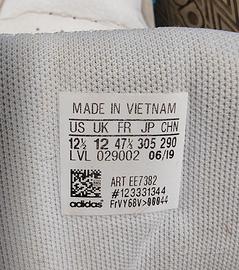 MADE IN VIETNAM
US UK FR JP CHN
12½ 12 47⅓ 305 290
LVL 029002 06/19
ART EE7382
#123331344
adidas® FrVY68V>08044